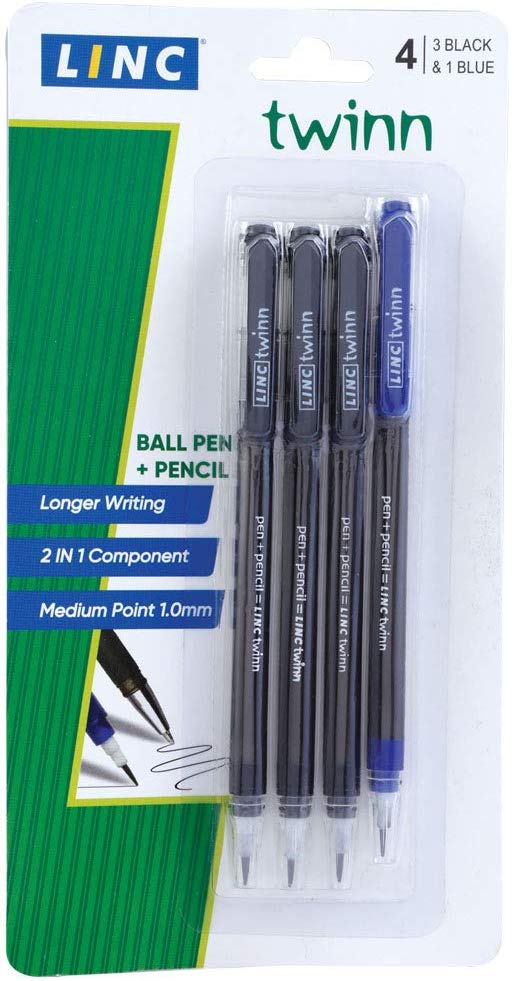 LINC®
4 | 3 BLACK
& 1 BLUE
twinn
LINC twinn
LINC twinn
LINC twinn
LINC twinn
BALL PEN
+ PENCIL
Longer Writing
2 IN 1 Component
Medium Point 1.0mm
pen + pencil = LINC twinn
pen + pencil = LINC twinn
pen + pencil = LINC twinn
pen + pencil = LINC twinn